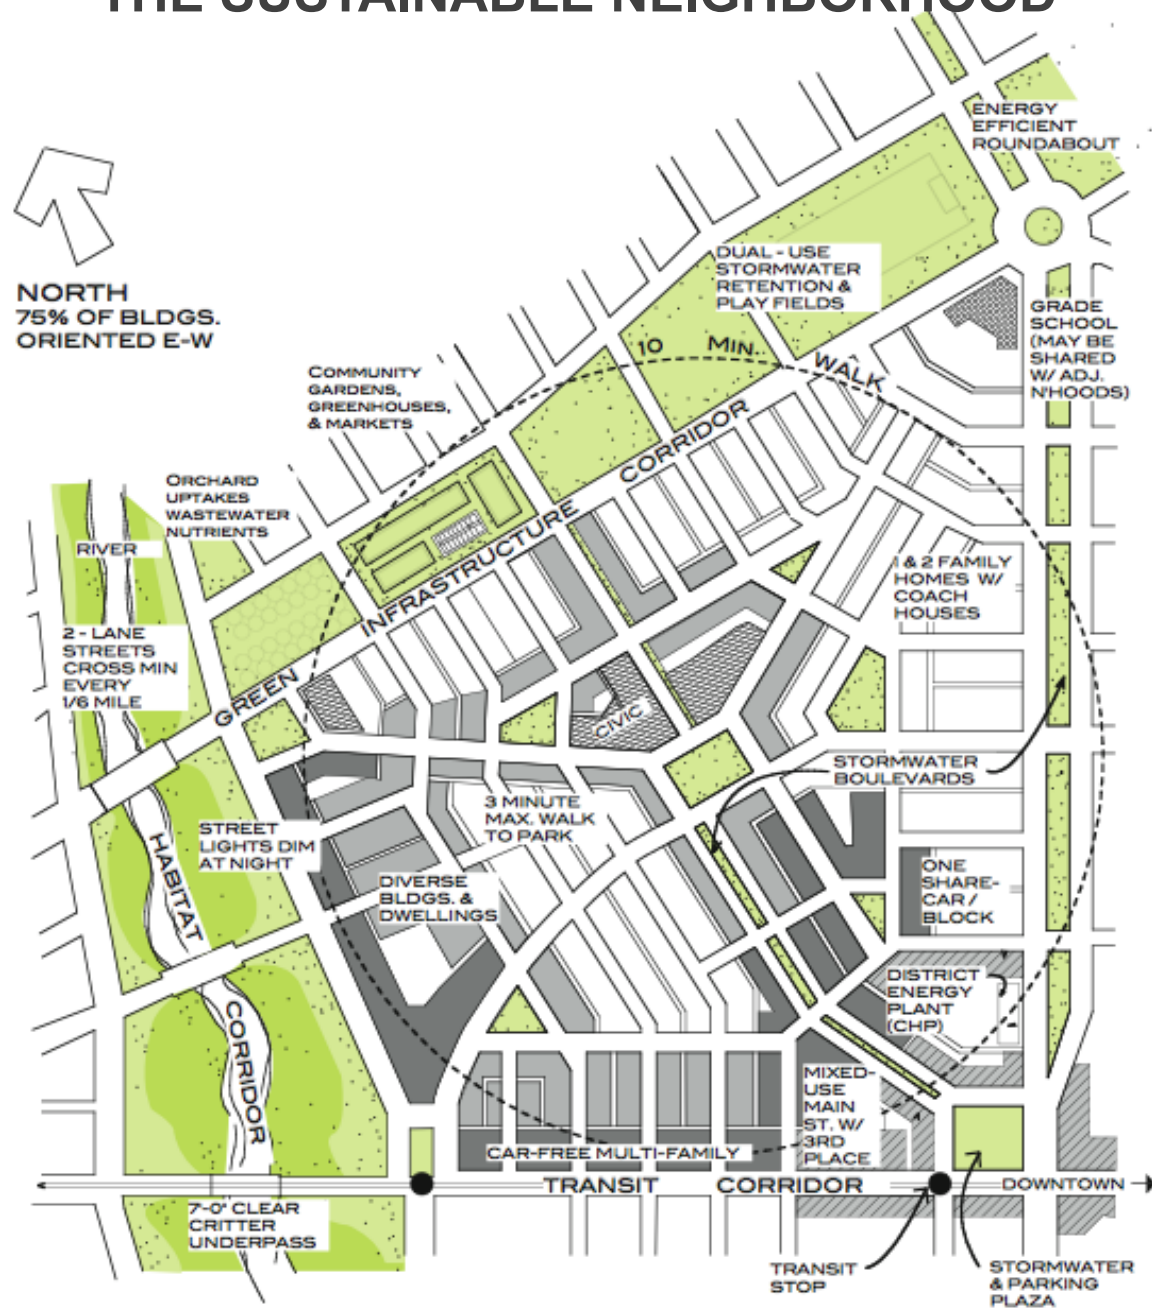 THE SUSTAINABLE NEIGHBORHOOD
ENERGY
EFFICIENT
ROUNDABOUT
NORTH
75% OF BLDGS.
ORIENTED E-W
DUAL - USE
STORMWATER
RETENTION &
PLAY FIELDS
GRADE
SCHOOL
(MAY BE
SHARED
W/ ADJ.
N'HOODS)
10 MIN. WALK
COMMUNITY
GARDENS,
GREENHOUSES,
& MARKETS
ORCHARD
UPTAKES
WASTEWATER
NUTRIENTS
GREEN INFRASTRUCTURE CORRIDOR
RIVER
1 & 2 FAMILY
HOMES W/
COACH
HOUSES
2 - LANE
STREETS
CROSS MIN
EVERY
1/6 MILE
CIVIC
STORMWATER
BOULEVARDS
3 MINUTE
MAX. WALK
TO PARK
STREET
LIGHTS DIM
AT NIGHT
HABITAT CORRIDOR
DIVERSE
BLDGS. &
DWELLINGS
ONE
SHARE-
CAR /
BLOCK
DISTRICT
ENERGY
PLANT
(CHP)
MIXED-
USE
MAIN
ST. W/
3RD
PLACE
CAR-FREE MULTI-FAMILY
TRANSIT CORRIDOR
DOWNTOWN
7'-0" CLEAR
CRITTER
UNDERPASS
TRANSIT
STOP
STORMWATER
& PARKING
PLAZA